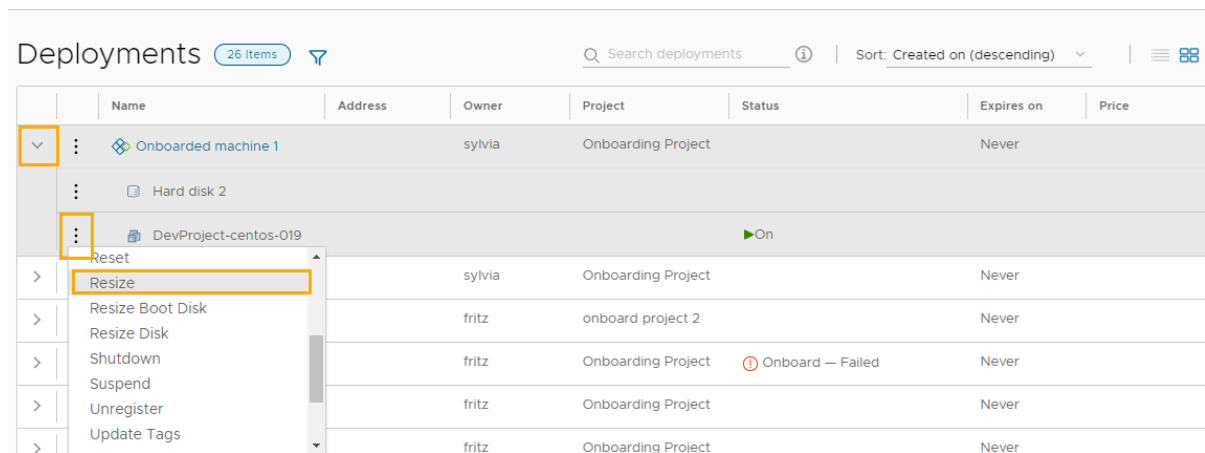 Deployments 26 Items Search deployments Sort: Created on (descending)
Name Address Owner Project Status Expires on Price
Onboarded machine 1 sylvia Onboarding Project Never
Hard disk 2
DevProject-centos-019 On
Reset
Resize
Resize Boot Disk
Resize Disk
Shutdown
Suspend
Unregister
Update Tags
sylvia Onboarding Project Never
fritz onboard project 2 Never
fritz Onboarding Project Onboard — Failed Never
fritz Onboarding Project Never
fritz Onboarding Project Never